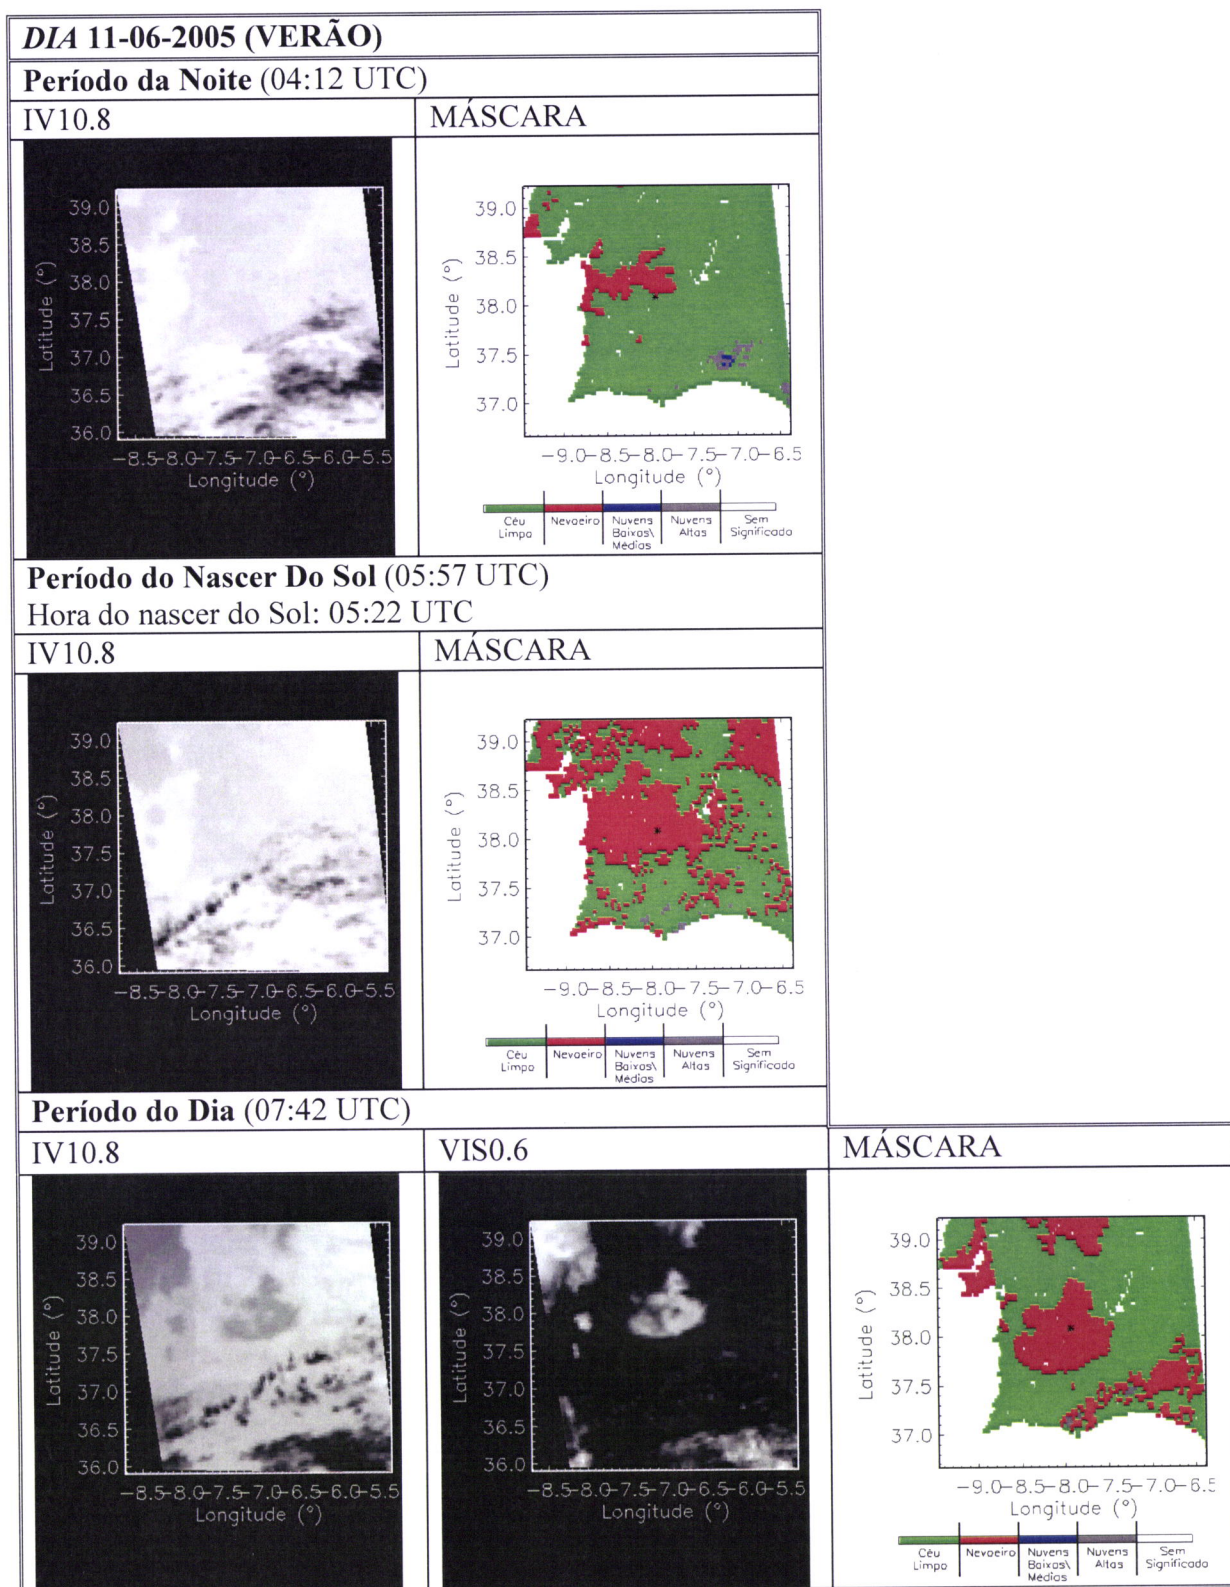 DIA 11-06-2005 (VERÃO)
Período da Noite (04:12 UTC)
IV10.8
MÁSCARA
39.0
38.5
38.0
37.5
37.0
36.5
36.0
Latitude (°)
-8.5-8.0-7.5-7.0-6.5-6.0-5.5
Longitude (°)
39.0
38.5
38.0
37.5
37.0
Latitude (°)
-9.0-8.5-8.0-7.5-7.0-6.5
Longitude (°)
Céu Limpo
Nevoeiro
Nuvens Baixas\ Médias
Nuvens Altas
Sem Significado
Período do Nascer Do Sol (05:57 UTC)
Hora do nascer do Sol: 05:22 UTC
IV10.8
MÁSCARA
39.0
38.5
38.0
37.5
37.0
36.5
36.0
Latitude (°)
-8.5-8.0-7.5-7.0-6.5-6.0-5.5
Longitude (°)
39.0
38.5
38.0
37.5
37.0
Latitude (°)
-9.0-8.5-8.0-7.5-7.0-6.5
Longitude (°)
Céu Limpo
Nevoeiro
Nuvens Baixas\ Médias
Nuvens Altas
Sem Significado
Período do Dia (07:42 UTC)
IV10.8
VIS0.6
MÁSCARA
39.0
38.5
38.0
37.5
37.0
36.5
36.0
Latitude (°)
-8.5-8.0-7.5-7.0-6.5-6.0-5.5
Longitude (°)
39.0
38.5
38.0
37.5
37.0
36.5
36.0
Latitude (°)
-8.5-8.0-7.5-7.0-6.5-6.0-5.5
Longitude (°)
39.0
38.5
38.0
37.5
37.0
Latitude (°)
-9.0-8.5-8.0-7.5-7.0-6.5
Longitude (°)
Céu Limpo
Nevoeiro
Nuvens Baixas\ Médias
Nuvens Altas
Sem Significado